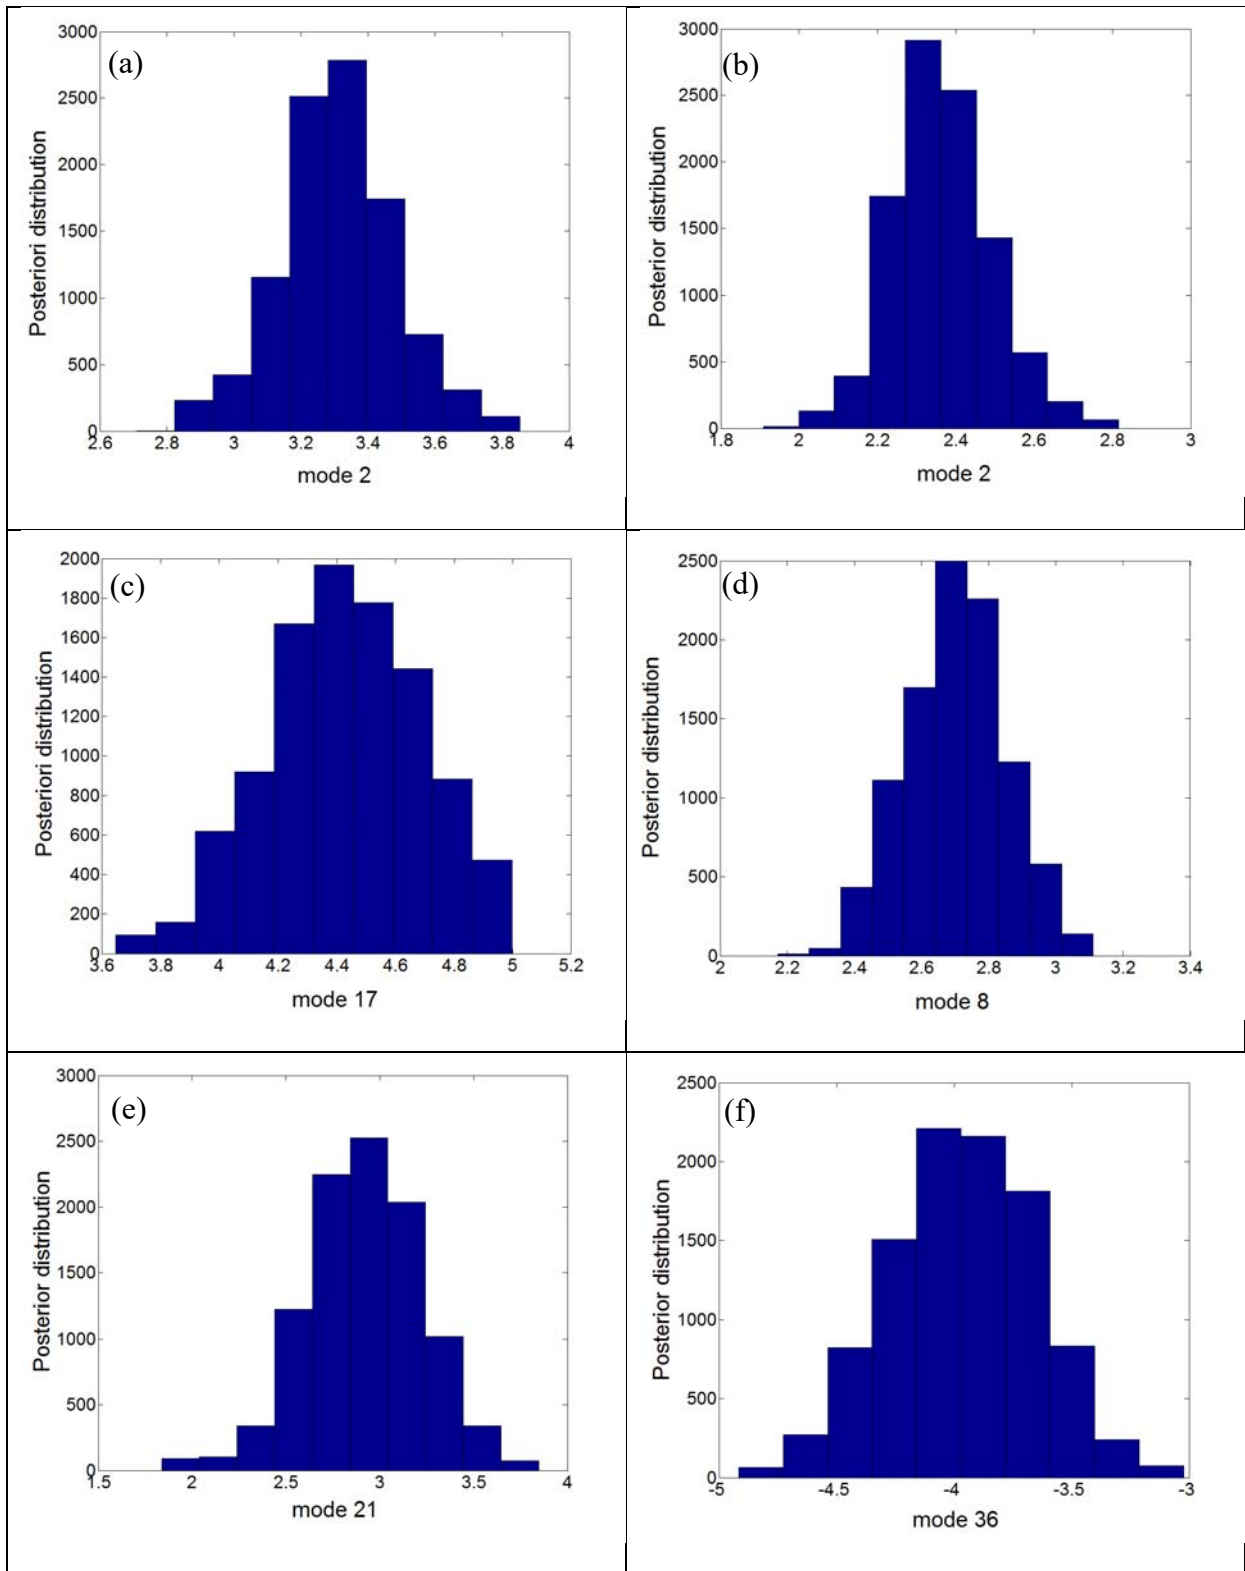 (a)
3000
2500
2000
1500
1000
500
0
2.6 2.8 3 3.2 3.4 3.6 3.8 4
Posteriori distribution
mode 2
(b)
3000
2500
2000
1500
1000
500
0
1.8 2 2.2 2.4 2.6 2.8 3
Posterior distribution
mode 2
(c)
2000
1800
1600
1400
1200
1000
800
600
400
200
0
3.6 3.8 4 4.2 4.4 4.6 4.8 5 5.2
Posteriori distribution
mode 17
(d)
2500
2000
1500
1000
500
0
2 2.2 2.4 2.6 2.8 3 3.2 3.4
Posterior distribution
mode 8
(e)
3000
2500
2000
1500
1000
500
0
1.5 2 2.5 3 3.5 4
Posterior distribution
mode 21
(f)
2500
2000
1500
1000
500
0
-5 -4.5 -4 -3.5 -3
Posterior distribution
mode 36